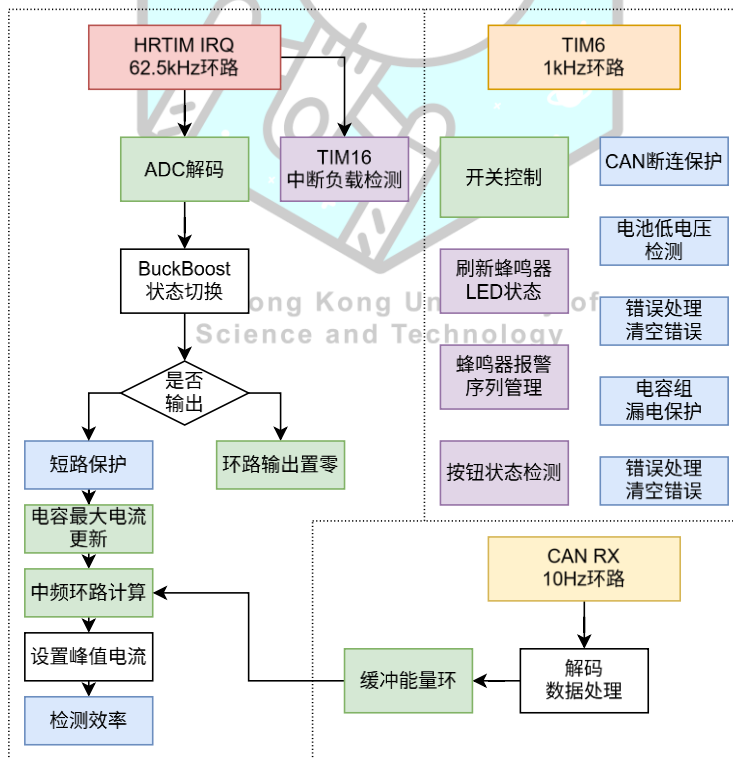 HRTIM IRQ
62.5kHz环路
TIM6
1kHz环路
ADC解码
TIM16
中断负载检测
开关控制
CAN断连保护
电池低电压
检测
BuckBoost
状态切换
刷新蜂鸣器
LED状态
ong Kong Un
of
Science and Technology
错误处理
清空错误
是否
输出
蜂鸣器报警
序列管理
电容组
漏电保护
短路保护
环路输出置零
按钮状态检测
错误处理
清空错误
电容最大电流
更新
CAN RX
10Hz环路
中频环路计算
设置峰值电流
缓冲能量环
解码
数据处理
检测效率